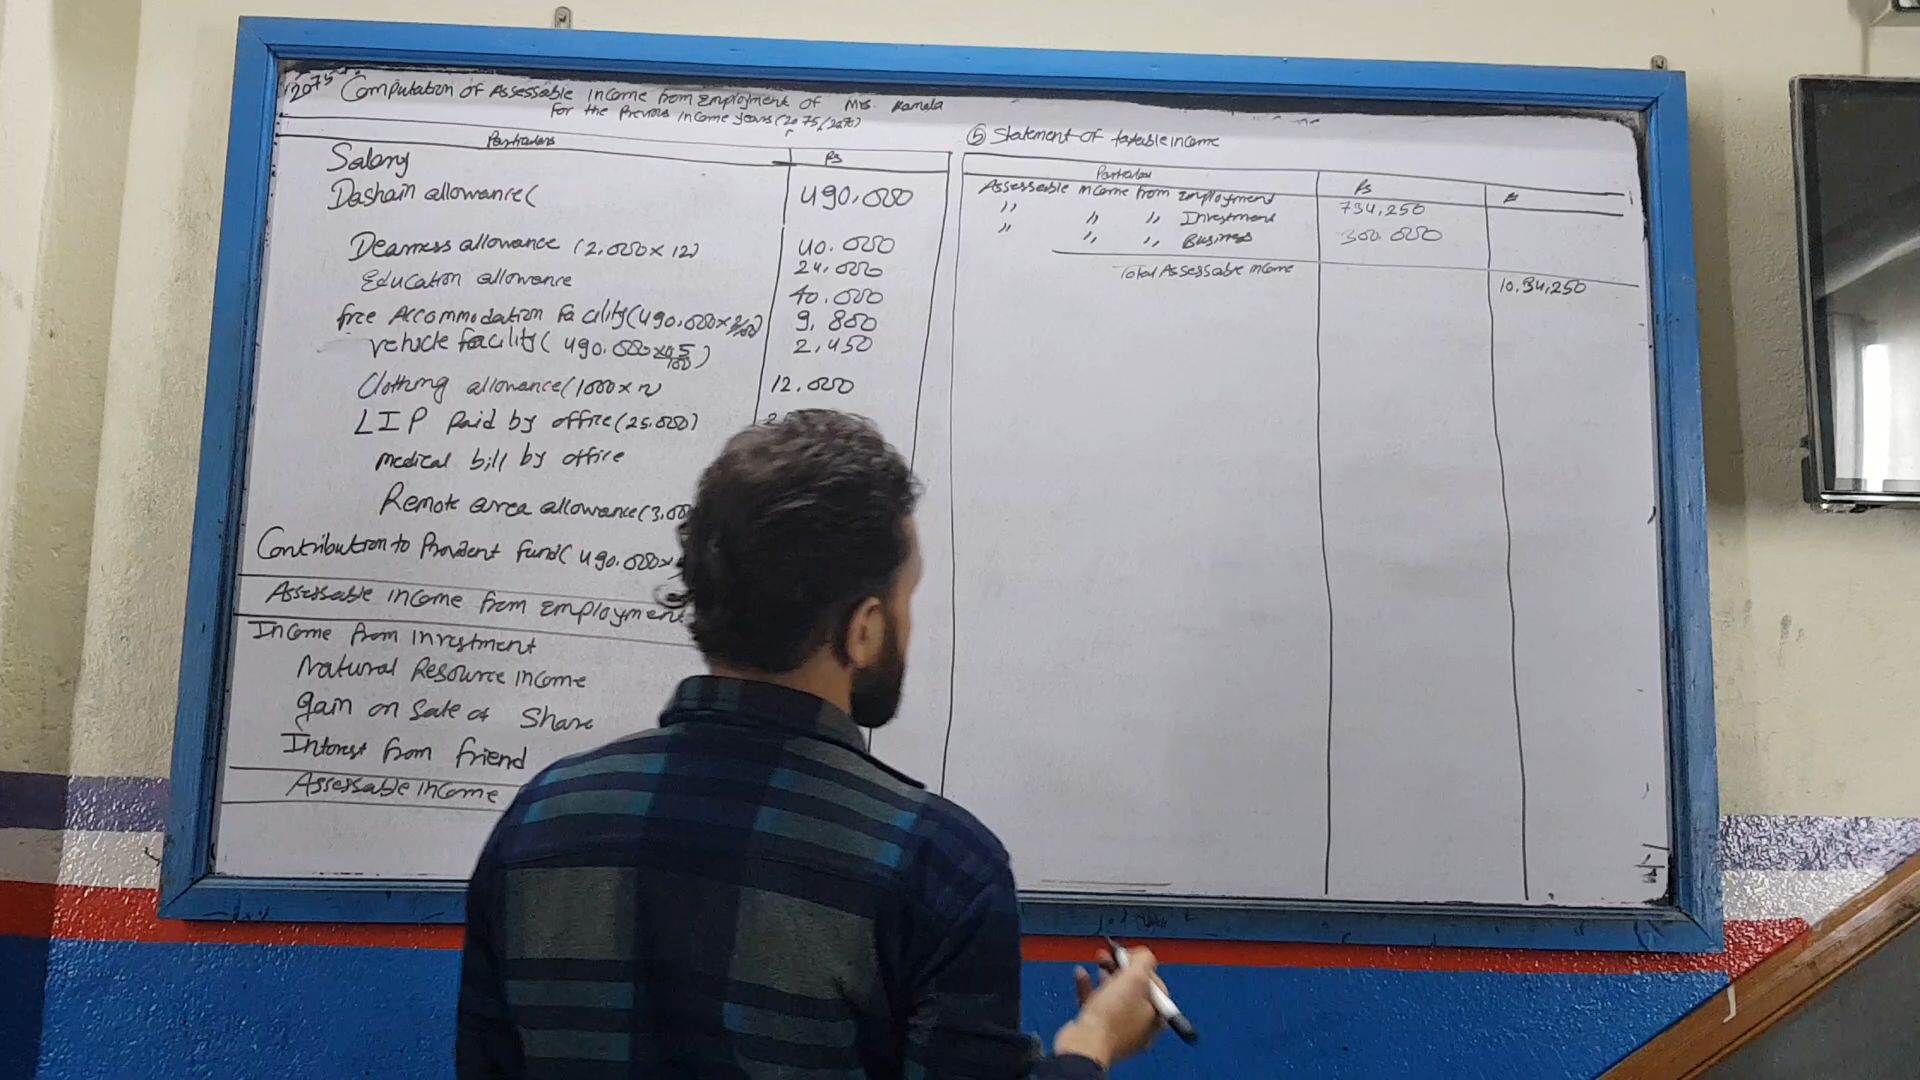 2075 Computation of Assessable Income from Employment of Mrs. Kamala
for the Previous income years (2075/2076)
Particulars Rs
Salary 490,000
Dashain allowance( 40.000
Dearness allowance (2.000 x 12) 24.000
Education allowance 40.000
free Accommodation facility(490.000 x 2/100) 9,800
vehicle facility( 490.000 x 0.5/100) 2,450
Clothing allowance(1000 x 12 12.000
LIP Paid by office(25.000)
medical bill by office
Remote area allowance(3.00
Contribution to Provident fund( 490.000 x
Assessable income from Employment
Income from investment
Natural Resource income
gain on Sale of Share
Interest from friend
Assessable income
⑤ Statement of taxable income
Particulars Rs Rs
Assessable income from Employment 734,250
,, ,, ,, Investment 300.000
,, ,, ,, Business
Total Assessable income 10.34,250